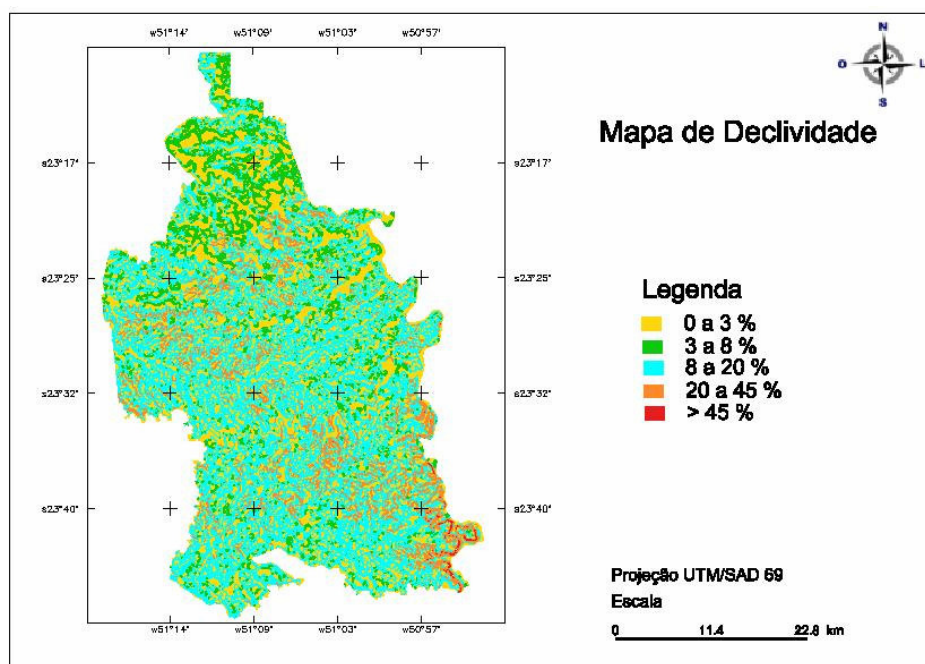 w51°14' w51°09' w51°03' w50°57'
N
O L
S
Mapa de Declividade
s23°17' s23°17'
s23°25' s23°25'
Legenda
0 a 3 %
3 a 8 %
8 a 20 %
20 a 45 %
> 45 %
s23°32' s23°32'
s23°40' s23°40'
Projeção UTM/SAD 69
Escala
0 11.4 22.8 km
w51°14' w51°09' w51°03' w50°57'